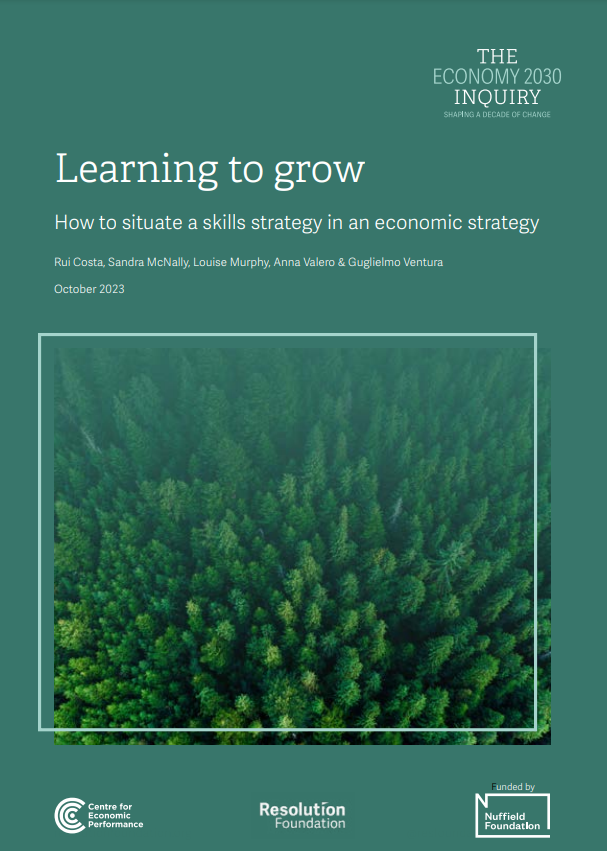 THE
ECONOMY 2030
INQUIRY
SHAPING A DECADE OF CHANGE
Learning to grow
How to situate a skills strategy in an economic strategy
Rui Costa, Sandra McNally, Louise Murphy, Anna Valero & Guglielmo Ventura
October 2023
Centre for
Economic
Performance
Resolution
Foundation
Funded by
Nuffield
Foundation